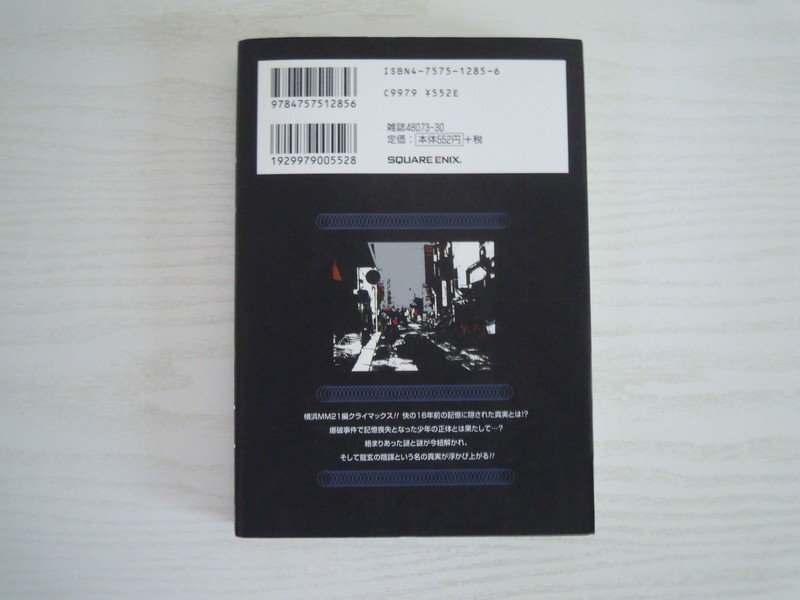 ISBN4-7575-1285-6
C9979 ¥552E
9784757512856
雑誌48073-30
定価：本体552円+税
1929979005528
SQUARE ENIX.
横浜MM21編クライマックス!! 快の16年前の記憶に隠された真実とは!?
爆破事件で記憶喪失となった少年の正体とは果たして…?
絡まりあった謎と謎が今紐解かれ、
そして龍玄の陰謀という名の真実が浮かび上がる!!